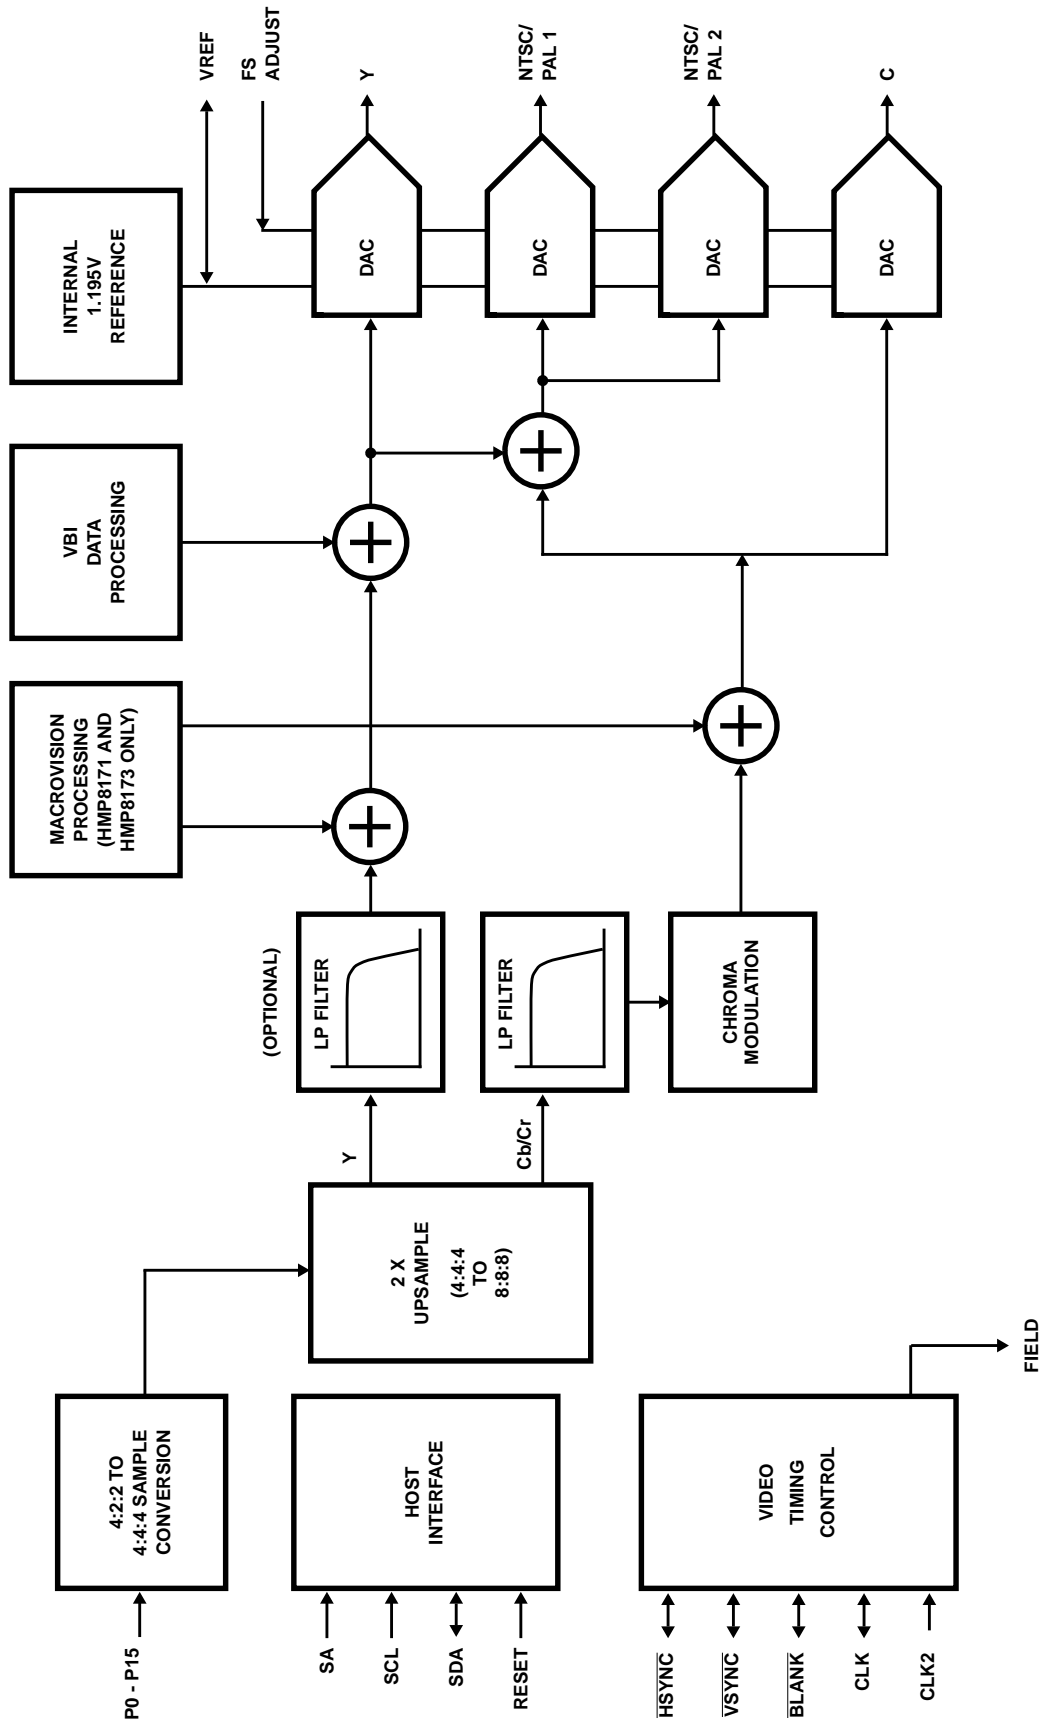 P0 - P15
4:2:2 TO
4:4:4 SAMPLE
CONVERSION
SA
SCL
SDA
RESET
HOST
INTERFACE
HSYNC
VSYNC
BLANK
CLK
CLK2
VIDEO
TIMING
CONTROL
FIELD
2 X
UPSAMPLE
(4:4:4
TO
8:8:8)
Y
Cb/Cr
(OPTIONAL)
LP FILTER
LP FILTER
CHROMA
MODULATION
MACROVISION
PROCESSING
(HMP8171 AND
HMP8173 ONLY)
VBI
DATA
PROCESSING
INTERNAL
1.195V
REFERENCE
VREF
FS
ADJUST
DAC
Y
DAC
NTSC/
PAL 1
DAC
NTSC/
PAL 2
DAC
C